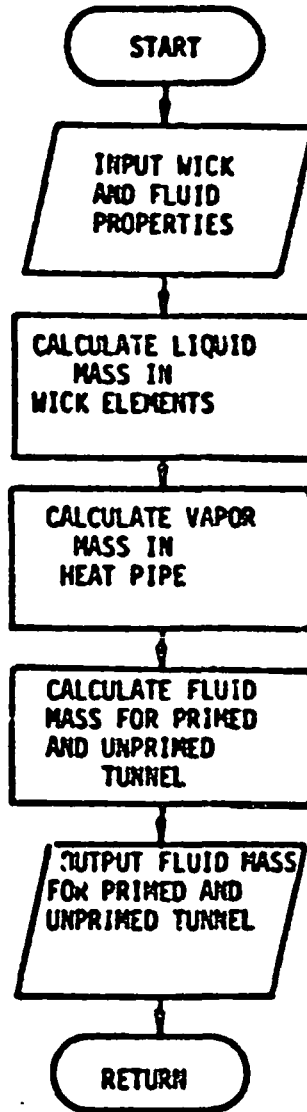 START
INPUT WICK
AND FLUID
PROPERTIES
CALCULATE LIQUID
MASS IN
WICK ELEMENTS
CALCULATE VAPOR
MASS IN
HEAT PIPE
CALCULATE FLUID
MASS FOR PRIMED
AND UNPRIMED
TUNNEL
OUTPUT FLUID MASS
FOR PRIMED AND
UNPRIMED TUNNEL
RETURN